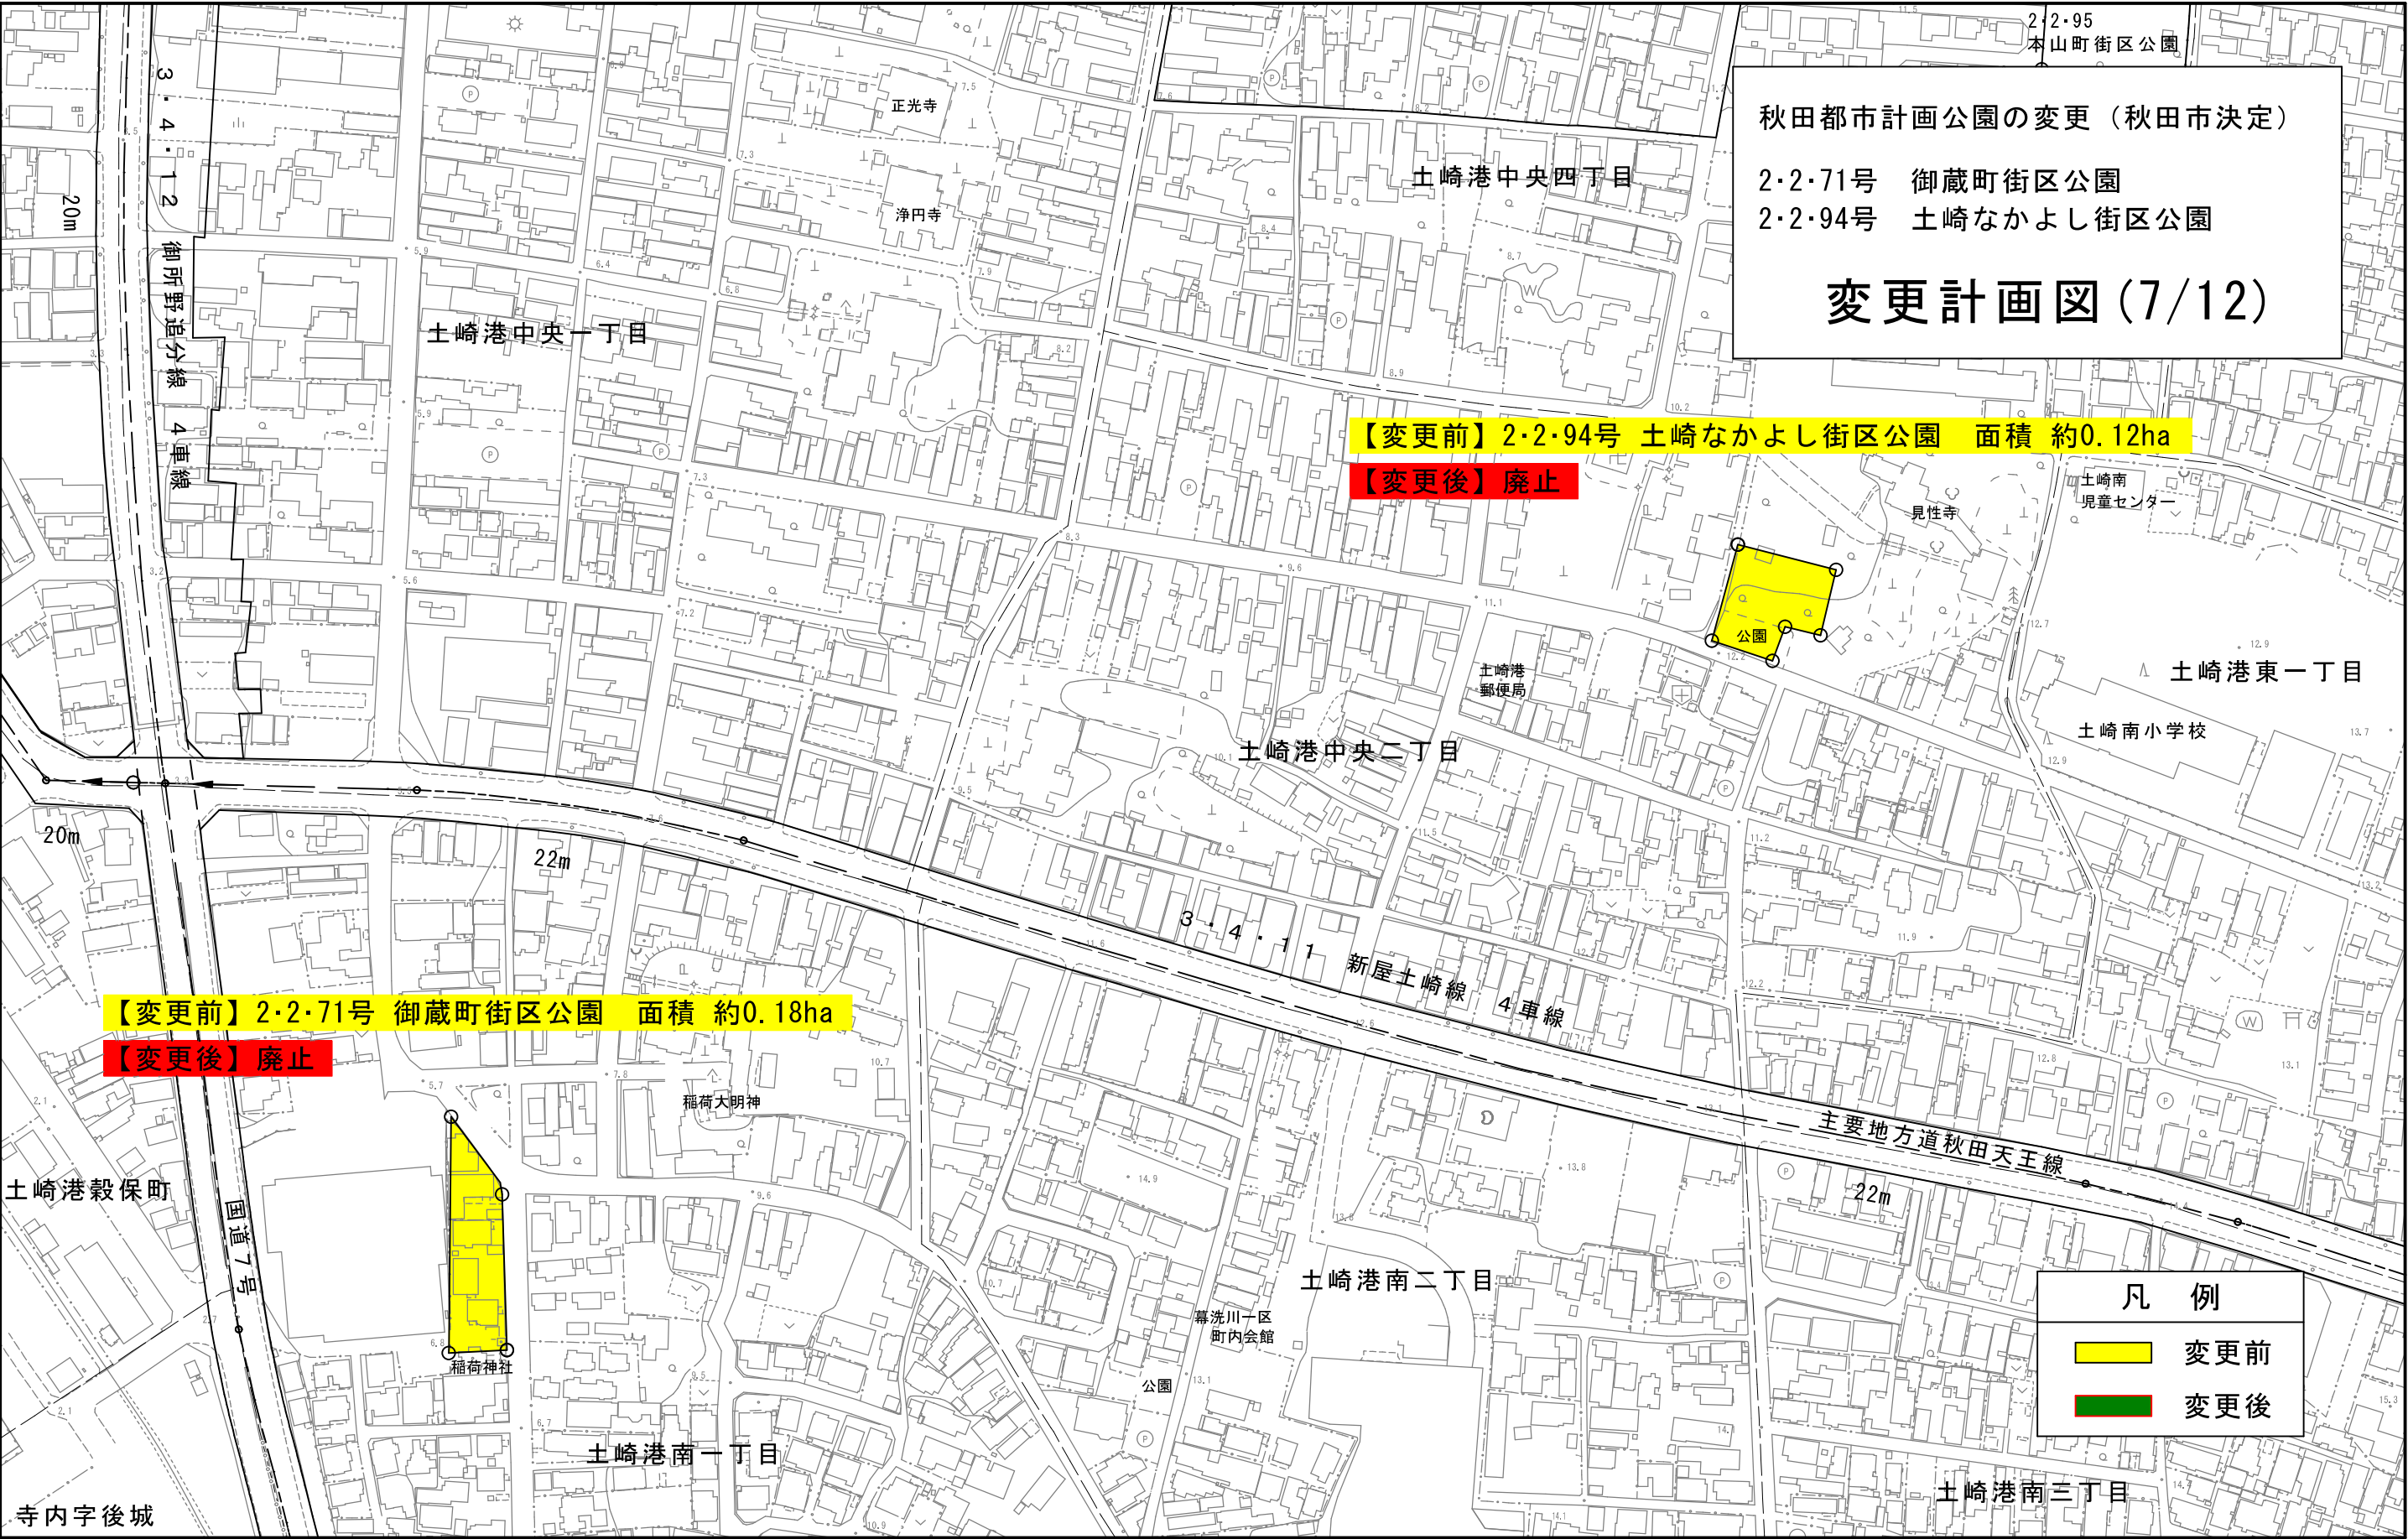 2・2・95
本山町街区公園
秋田都市計画公園の変更（秋田市決定）
2・2・71号　御蔵町街区公園
2・2・94号　土崎なかよし街区公園
変更計画図(7/12)
3・4・12　御所野追分線　4車線
20m
正光寺
浄円寺
土崎港中央四丁目
土崎港中央一丁目
【変更前】2・2・94号 土崎なかよし街区公園　面積 約0.12ha
【変更後】廃止
土崎南
児童センター
見性寺
公園
土崎港
郵便局
土崎港東一丁目
土崎南小学校
土崎港中央二丁目
20m
22m
3・4・11　新屋土崎線　4車線
【変更前】2・2・71号 御蔵町街区公園　面積 約0.18ha
【変更後】廃止
稲荷大明神
主要地方道秋田天王線
22m
土崎港穀保町
国道7号
稲荷神社
土崎港南二丁目
幕洗川一区
町内会館
公園
土崎港南一丁目
土崎港南三丁目
寺内字後城
凡　例
変更前
変更後